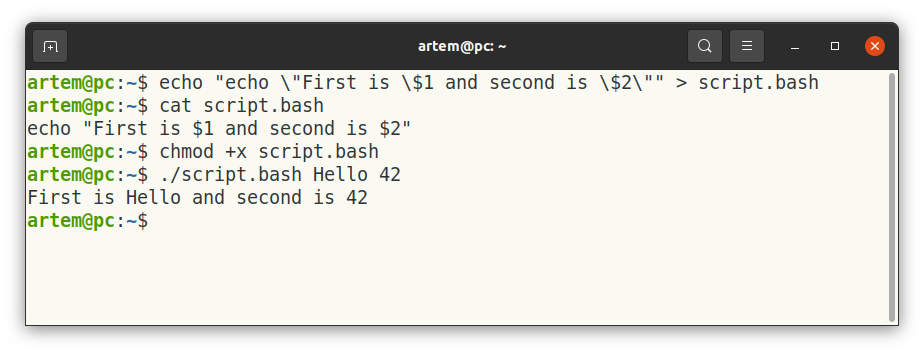 artem@pc: ~
artem@pc:~$ echo "echo \"First is \$1 and second is \$2\"" > script.bash
artem@pc:~$ cat script.bash
echo "First is $1 and second is $2"
artem@pc:~$ chmod +x script.bash
artem@pc:~$ ./script.bash Hello 42
First is Hello and second is 42
artem@pc:~$